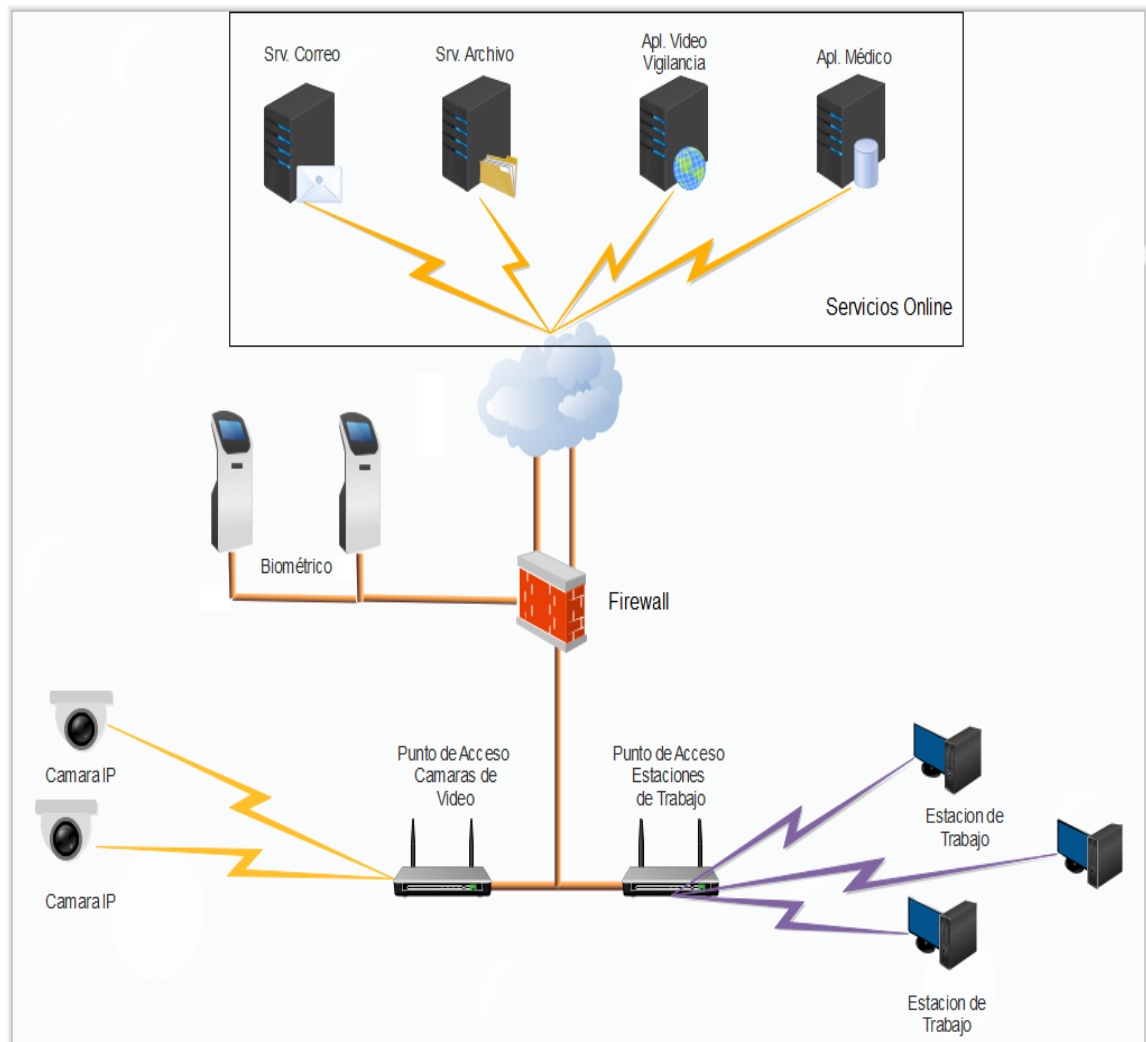 Srv. Correo
Srv. Archivo
Apl. Video
Vigilancia
Apl. Médico
Servicios Online
Biométrico
Firewall
Camara IP
Camara IP
Punto de Acceso
Camaras de
Video
Punto de Acceso
Estaciones
de Trabajo
Estacion de
Trabajo
Estacion de
Trabajo